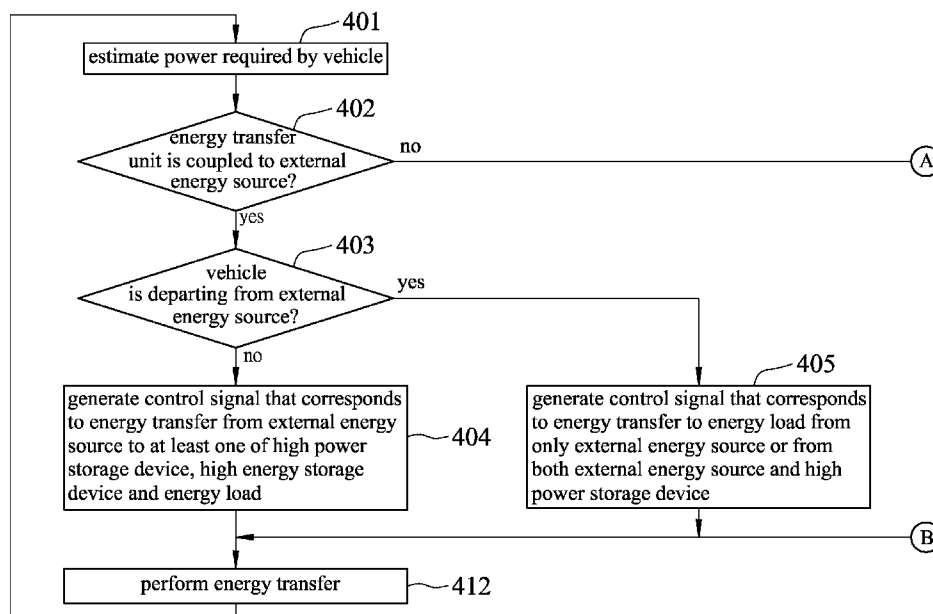 401
estimate power required by vehicle
402
energy transfer
unit is coupled to external
energy source?
no
A
yes
403
vehicle
is departing from external
energy source?
yes
no
404
generate control signal that corresponds
to energy transfer from external energy
source to at least one of high power
storage device, high energy storage
device and energy load
405
generate control signal that corresponds
to energy transfer to energy load from
only external energy source or from
both external energy source and high
power storage device
B
perform energy transfer
412